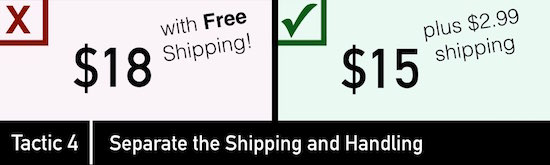 X
$18
with Free
Shipping!
$15
plus $2.99
shipping
Tactic 4
Separate the Shipping and Handling